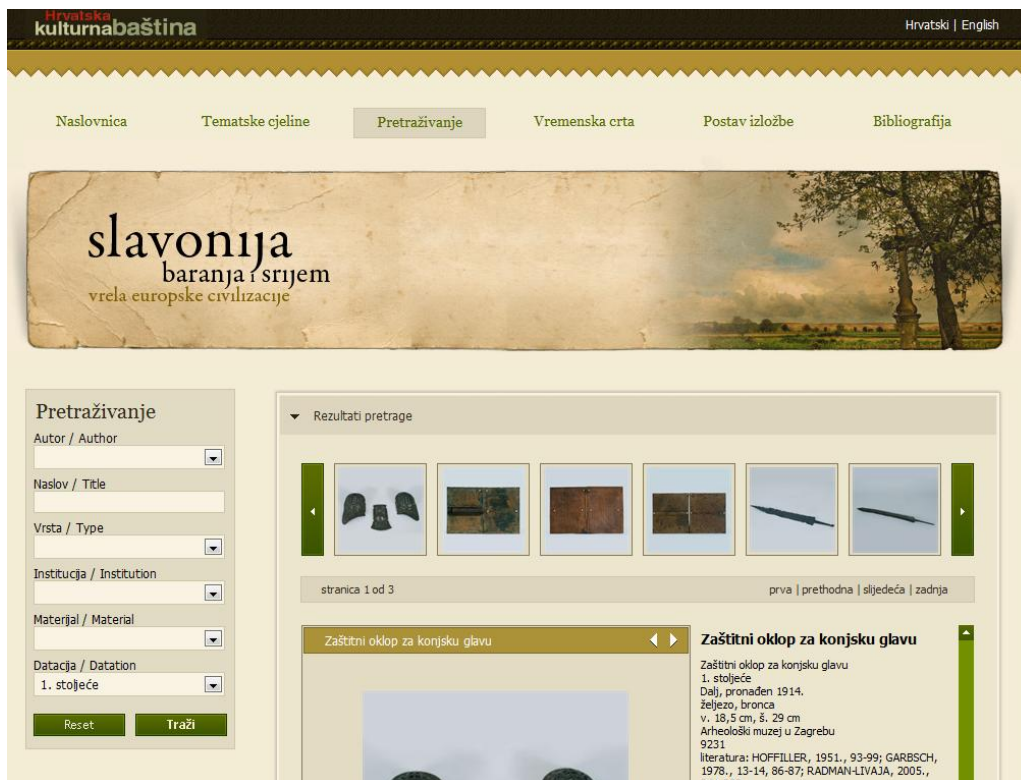 Hrvatska
kulturnabaština
Hrvatski | English
Naslovnica
Tematske cjeline
Pretraživanje
Vremenska crta
Postav izložbe
Bibliografija
slavonija
baranja i srijem
vrela europske civilizacije
Pretraživanje
Autor / Author
Naslov / Title
Vrsta / Type
Institucija / Institution
Materijal / Material
Datacija / Datation
1. stoljeće
Reset
Traži
Rezultati pretrage
stranica 1 od 3
prva | prethodna | slijedeća | zadnja
Zaštitni oklop za konjsku glavu
Zaštitni oklop za konjsku glavu
Zaštitni oklop za konjsku glavu
1. stoljeće
Dalj, pronađen 1914.
željezo, bronca
v. 18,5 cm, š. 29 cm
Arheološki muzej u Zagrebu
9231
literatura: HOFFILLER, 1951., 93-99; GARBSCH,
1978., 13-14, 86-87; RADMAN-LIVAJA, 2005.,